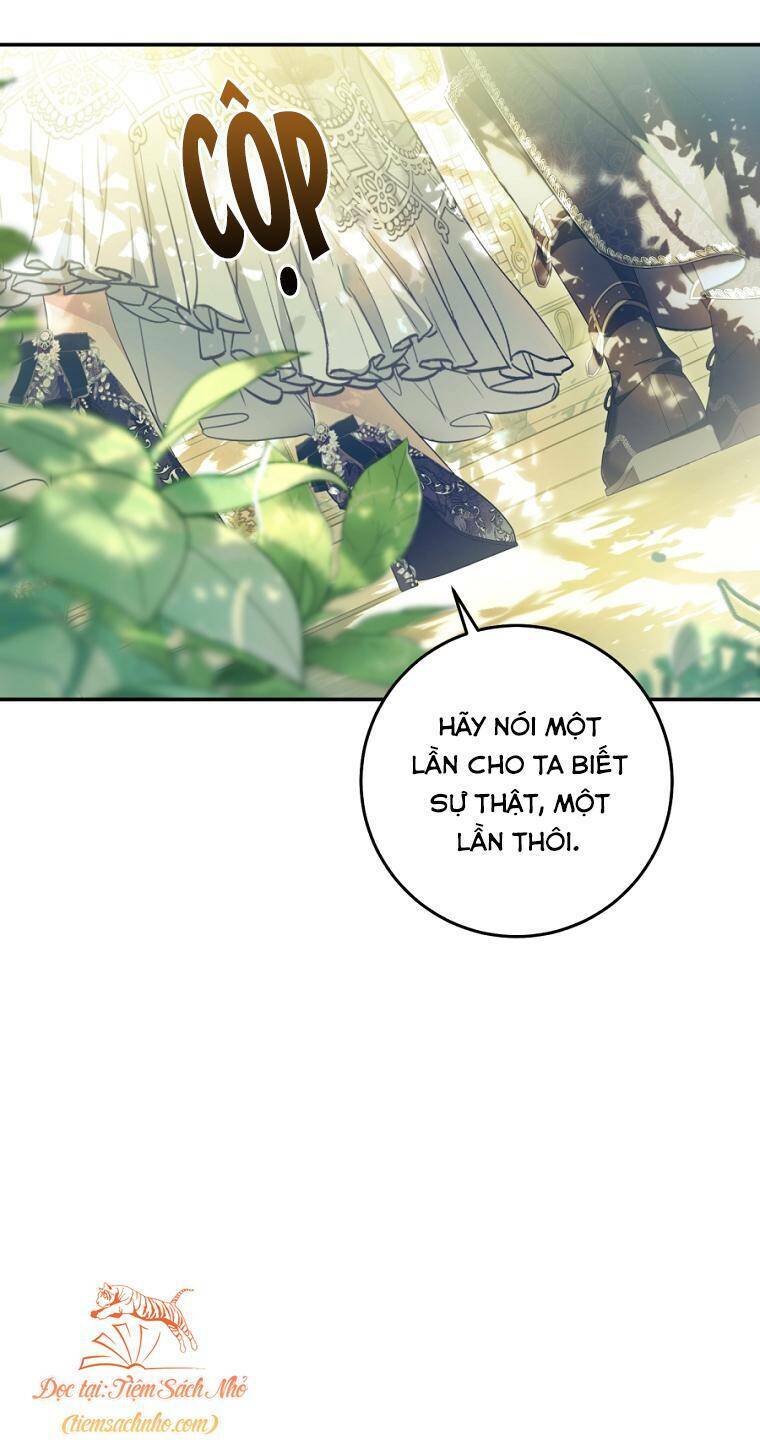 CỘP
HÃY NÓI MỘT
LẦN CHO TA BIẾT
SỰ THẬT, MỘT
LẦN THÔI.
Đọc tại: Tiệm Sách Nhỏ
(tiemsachnho.com)